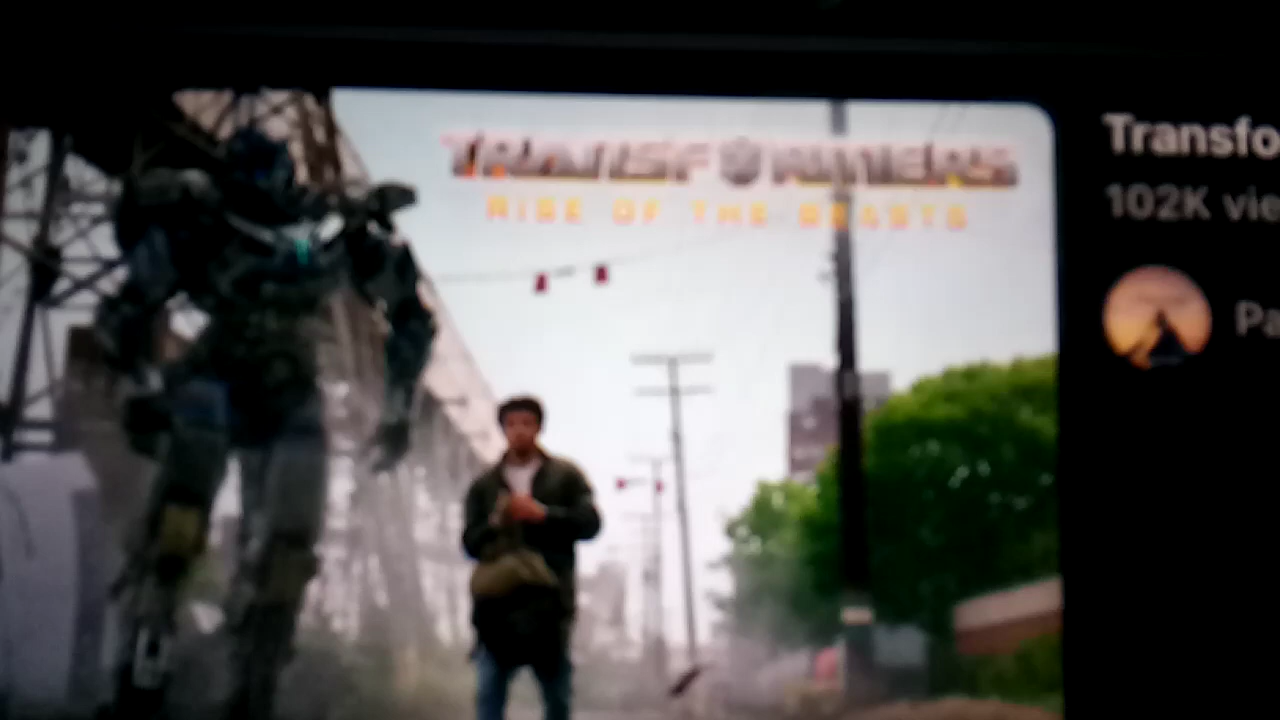 TRANSFORMERS
RISE OF THE BEASTS
Transfo
102K vie
Pa